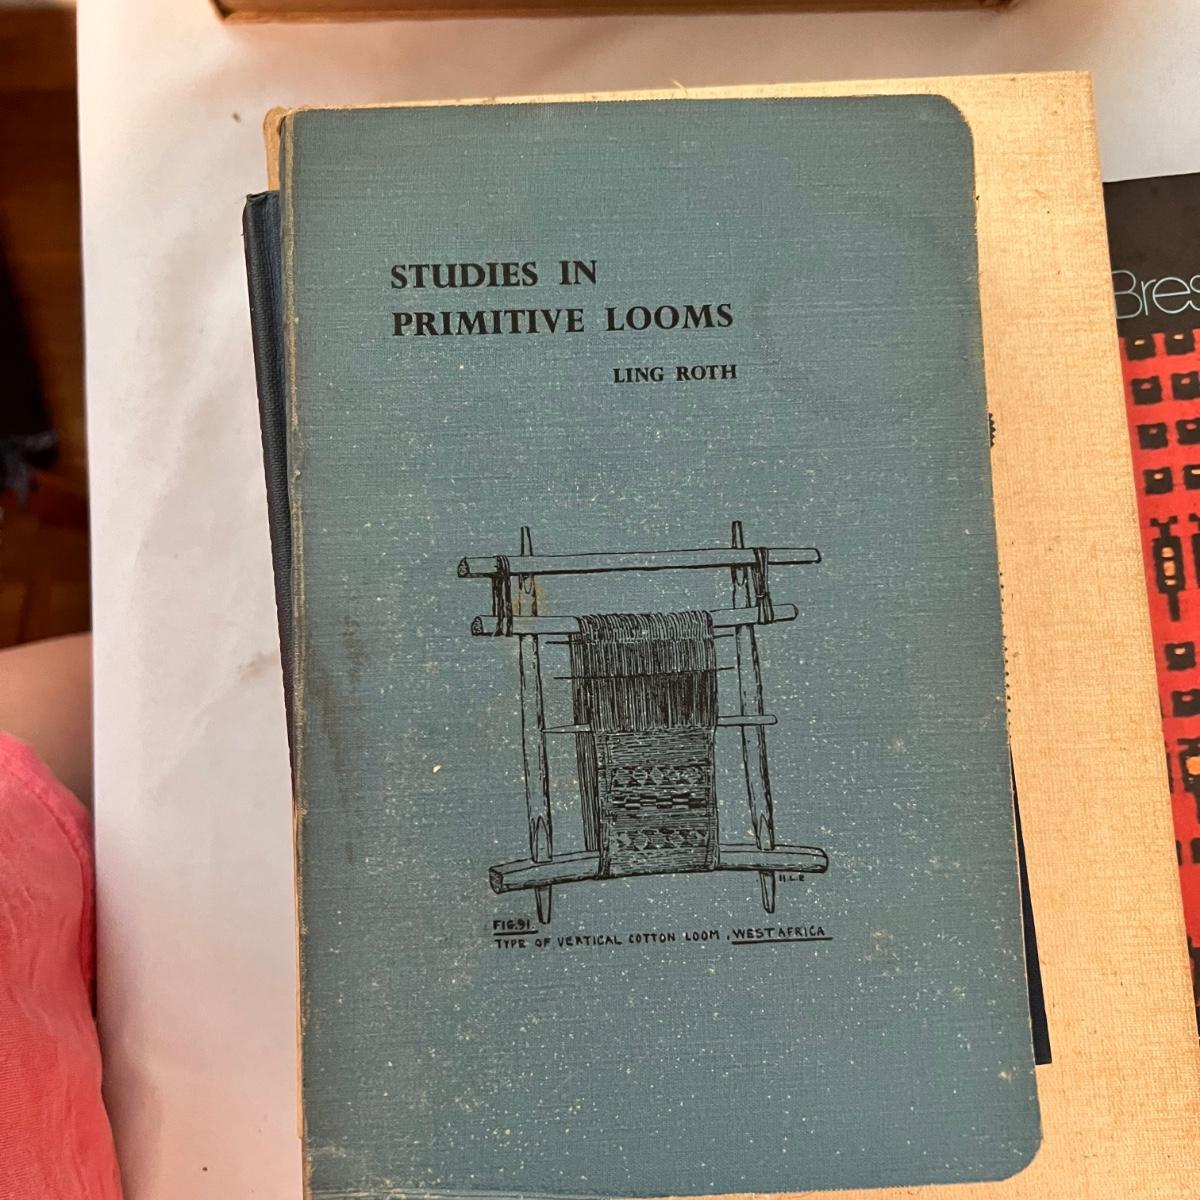 STUDIES IN
PRIMITIVE LOOMS
LING ROTH
H.L.R
FIG. 91.
TYPE OF VERTICAL COTTON LOOM, WEST AFRICA
Bres